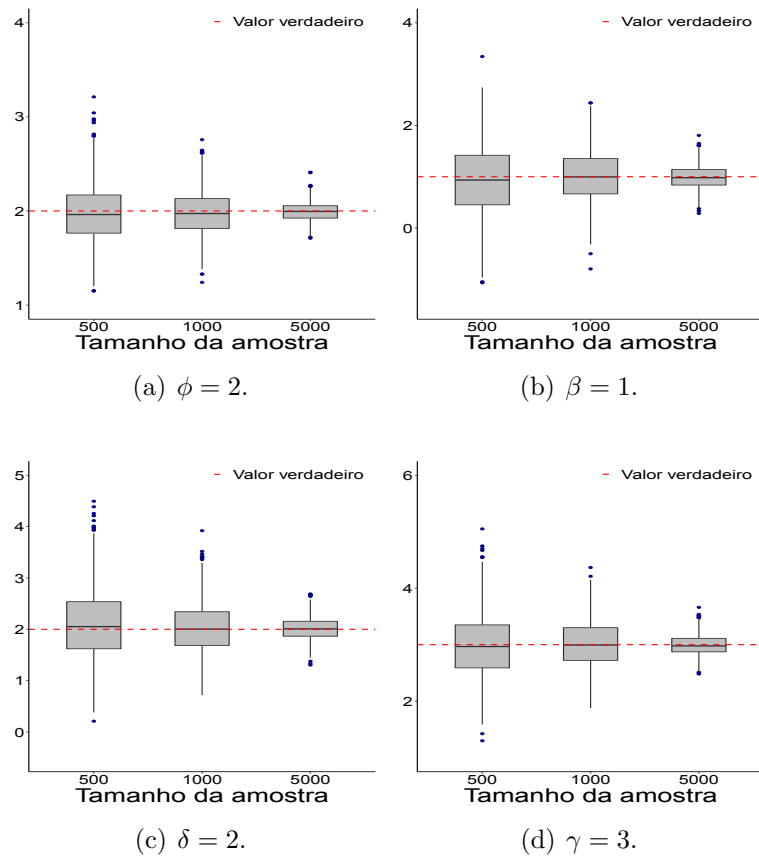 Valor verdadeiro
4
3
2
1
500 1000 5000
Tamanho da amostra
(a) ϕ = 2.
Valor verdadeiro
4
2
0
500 1000 5000
Tamanho da amostra
(b) β = 1.
Valor verdadeiro
5
4
3
2
1
0
500 1000 5000
Tamanho da amostra
(c) δ = 2.
Valor verdadeiro
6
4
2
500 1000 5000
Tamanho da amostra
(d) γ = 3.